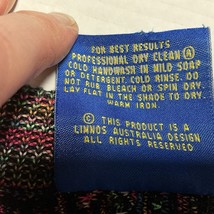 FOR BEST RESULTS
PROFESSIONAL DRY CLEAN Ⓐ
COLD HANDWASH IN MILD SOAP
OR DETERGENT. COLD RINSE. DO
NOT RUB, BLEACH OR SPIN DRY.
LAY FLAT IN THE SHADE TO DRY.
WARM IRON.
©
THIS PRODUCT IS A
LINNOS AUSTRALIA DESIGN
ALL RIGHTS RESERVED